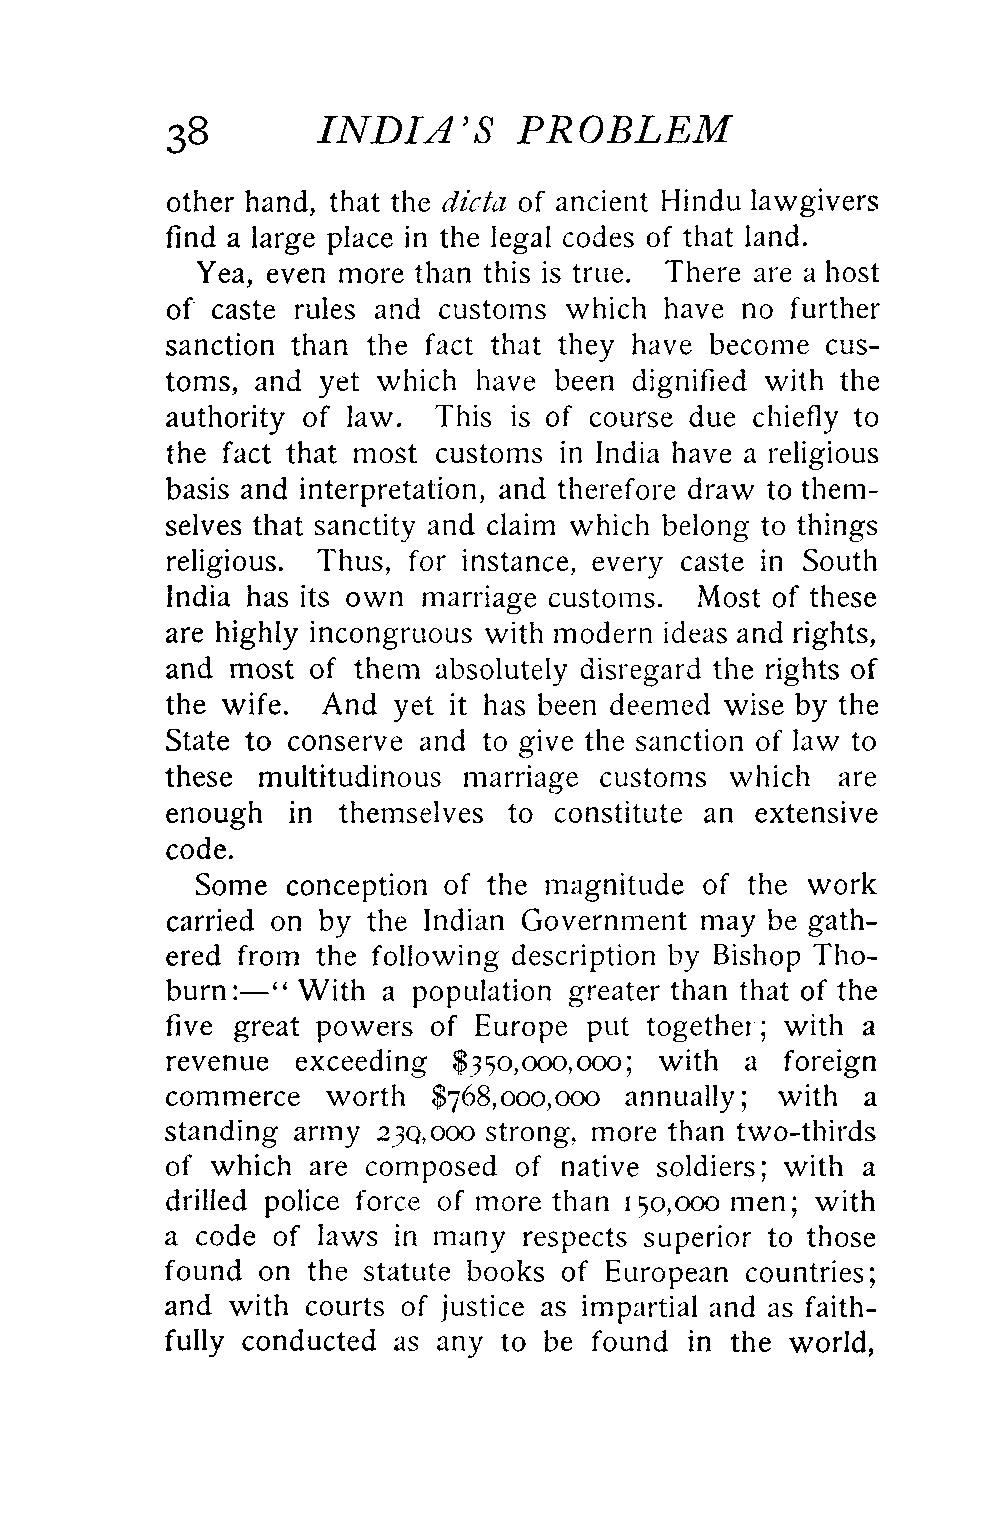 38 INDIA'S PROBLEM
other hand, that the dicta of ancient Hindu lawgivers
find a large place in the legal codes of that land.
Yea, even more than this is true. There are a host
of caste rules and customs which have no further
sanction than the fact that they have become cus-
toms, and yet which have been dignified with the
authority of law. This is of course due chiefly to
the fact that most customs in India have a religious
basis and interpretation, and therefore draw to them-
selves that sanctity and claim which belong to things
religious. Thus, for instance, every caste in South
India has its own marriage customs. Most of these
are highly incongruous with modern ideas and rights,
and most of them absolutely disregard the rights of
the wife. And yet it has been deemed wise by the
State to conserve and to give the sanction of law to
these multitudinous marriage customs which are
enough in themselves to constitute an extensive
code.
Some conception of the magnitude of the work
carried on by the Indian Government may be gath-
ered from the following description by Bishop Tho-
burn:—“With a population greater than that of the
five great powers of Europe put together; with a
revenue exceeding $350,000,000; with a foreign
commerce worth $768,000,000 annually; with a
standing army 239,000 strong, more than two-thirds
of which are composed of native soldiers; with a
drilled police force of more than 150,000 men; with
a code of laws in many respects superior to those
found on the statute books of European countries;
and with courts of justice as impartial and as faith-
fully conducted as any to be found in the world,